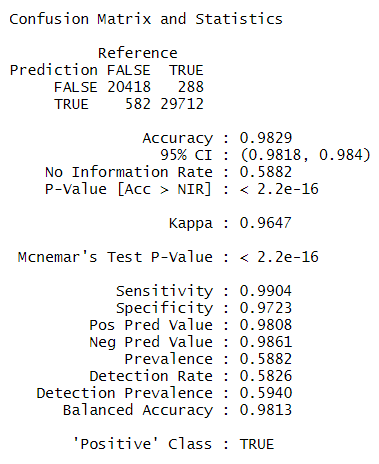 Confusion Matrix and Statistics
Reference
Prediction FALSE TRUE
FALSE 20418 288
TRUE 582 29712
Accuracy : 0.9829
95% CI : (0.9818, 0.984)
No Information Rate : 0.5882
P-Value [Acc > NIR] : < 2.2e-16
Kappa : 0.9647
Mcnemar's Test P-Value : < 2.2e-16
Sensitivity : 0.9904
Specificity : 0.9723
Pos Pred Value : 0.9808
Neg Pred Value : 0.9861
Prevalence : 0.5882
Detection Rate : 0.5826
Detection Prevalence : 0.5940
Balanced Accuracy : 0.9813
'Positive' Class : TRUE